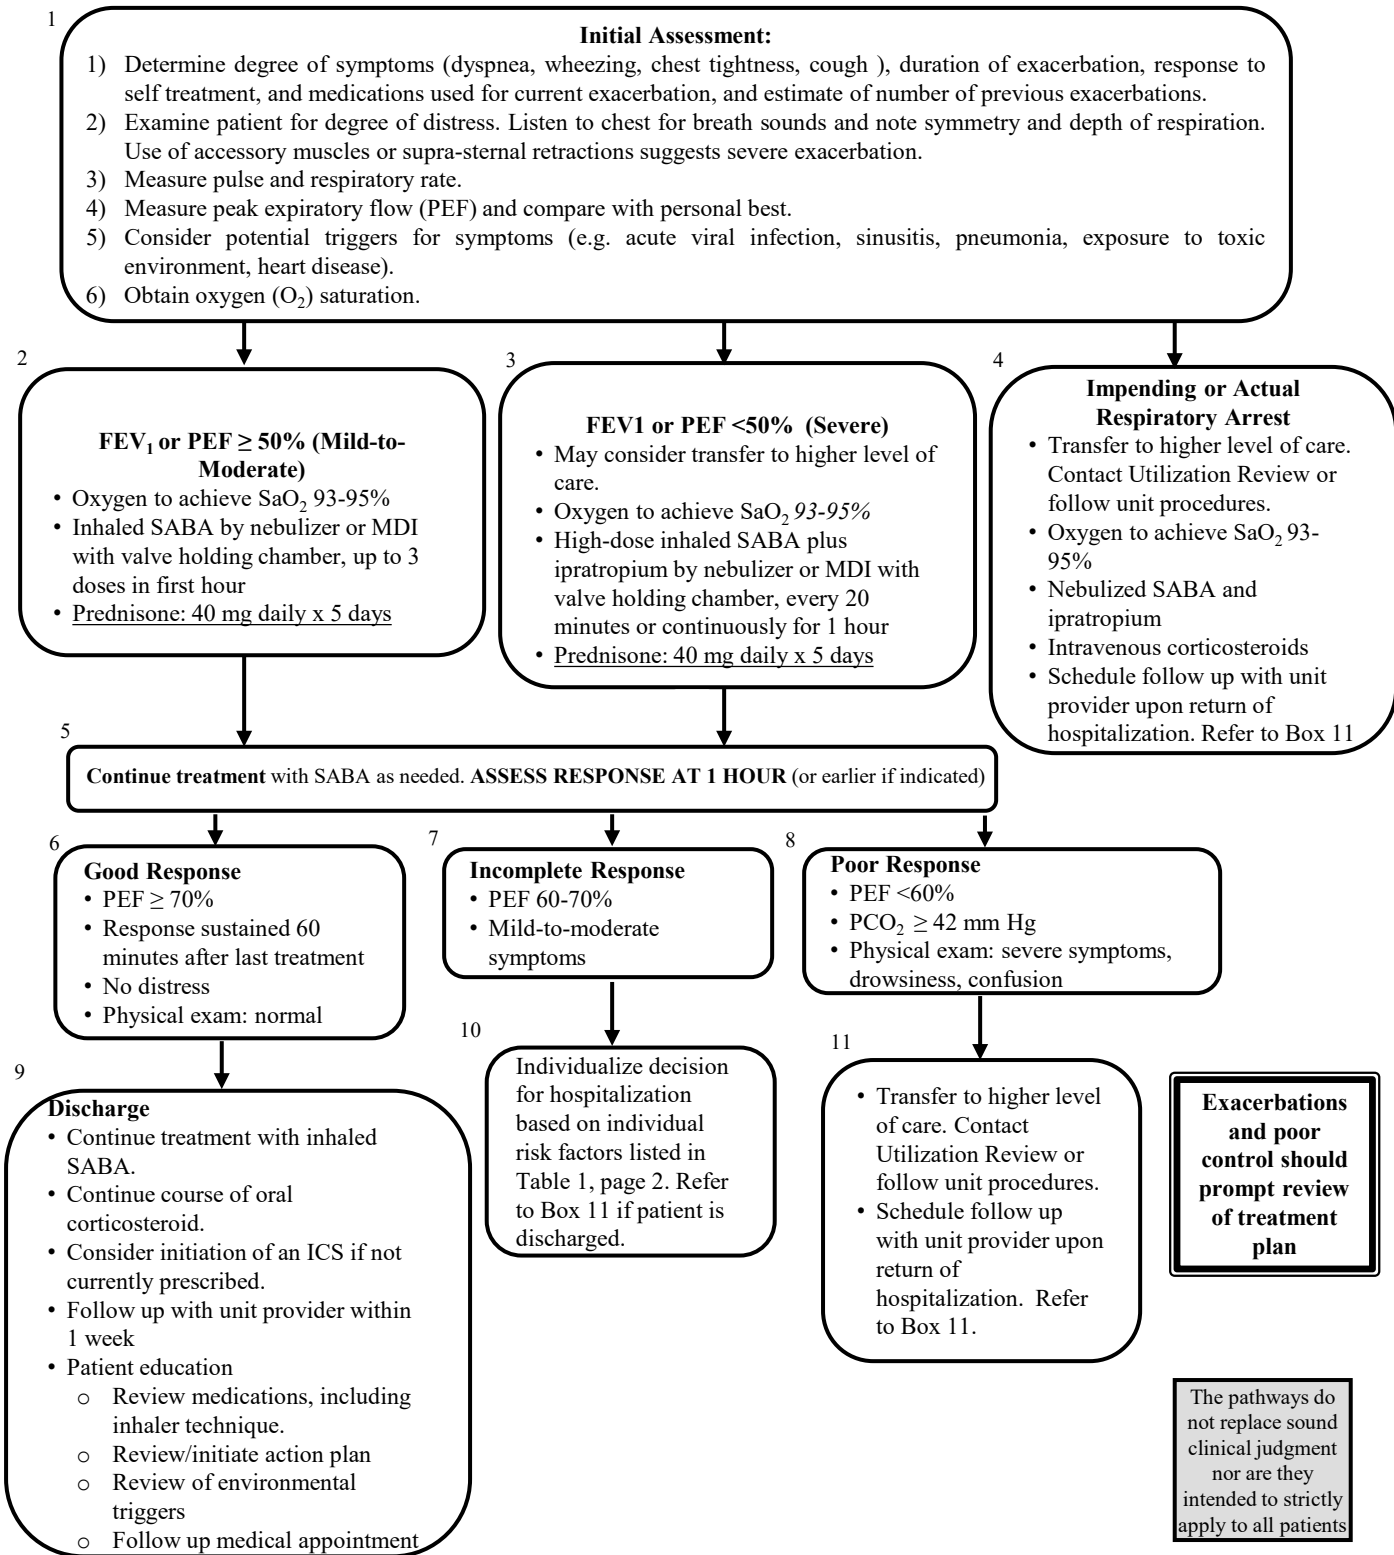 1
Initial Assessment:
1) Determine degree of symptoms (dyspnea, wheezing, chest tightness, cough ), duration of exacerbation, response to
self treatment, and medications used for current exacerbation, and estimate of number of previous exacerbations.
2) Examine patient for degree of distress. Listen to chest for breath sounds and note symmetry and depth of respiration.
Use of accessory muscles or supra-sternal retractions suggests severe exacerbation.
3) Measure pulse and respiratory rate.
4) Measure peak expiratory flow (PEF) and compare with personal best.
5) Consider potential triggers for symptoms (e.g. acute viral infection, sinusitis, pneumonia, exposure to toxic
environment, heart disease).
6) Obtain oxygen (O₂) saturation.
2
FEV₁ or PEF ≥ 50% (Mild-to-
Moderate)
• Oxygen to achieve SaO₂ 93-95%
• Inhaled SABA by nebulizer or MDI
with valve holding chamber, up to 3
doses in first hour
• Prednisone: 40 mg daily x 5 days
3
FEV1 or PEF <50% (Severe)
• May consider transfer to higher level of
care.
• Oxygen to achieve SaO₂ 93-95%
• High-dose inhaled SABA plus
ipratropium by nebulizer or MDI with
valve holding chamber, every 20
minutes or continuously for 1 hour
• Prednisone: 40 mg daily x 5 days
4
Impending or Actual
Respiratory Arrest
• Transfer to higher level of care.
Contact Utilization Review or
follow unit procedures.
• Oxygen to achieve SaO₂ 93-
95%
• Nebulized SABA and
ipratropium
• Intravenous corticosteroids
• Schedule follow up with unit
provider upon return of
hospitalization. Refer to Box 11
5
Continue treatment with SABA as needed. ASSESS RESPONSE AT 1 HOUR (or earlier if indicated)
6
Good Response
• PEF ≥ 70%
• Response sustained 60
minutes after last treatment
• No distress
• Physical exam: normal
7
Incomplete Response
• PEF 60-70%
• Mild-to-moderate
symptoms
8
Poor Response
• PEF <60%
• PCO₂ ≥ 42 mm Hg
• Physical exam: severe symptoms,
drowsiness, confusion
9
Discharge
• Continue treatment with inhaled
SABA.
• Continue course of oral
corticosteroid.
• Consider initiation of an ICS if not
currently prescribed.
• Follow up with unit provider within
1 week
• Patient education
o Review medications, including
inhaler technique.
o Review/initiate action plan
o Review of environmental
triggers
o Follow up medical appointment
10
Individualize decision
for hospitalization
based on individual
risk factors listed in
Table 1, page 2. Refer
to Box 11 if patient is
discharged.
11
• Transfer to higher level
of care. Contact
Utilization Review or
follow unit procedures.
• Schedule follow up
with unit provider upon
return of
hospitalization. Refer
to Box 11.
Exacerbations
and poor
control should
prompt review
of treatment
plan
The pathways do
not replace sound
clinical judgment
nor are they
intended to strictly
apply to all patients